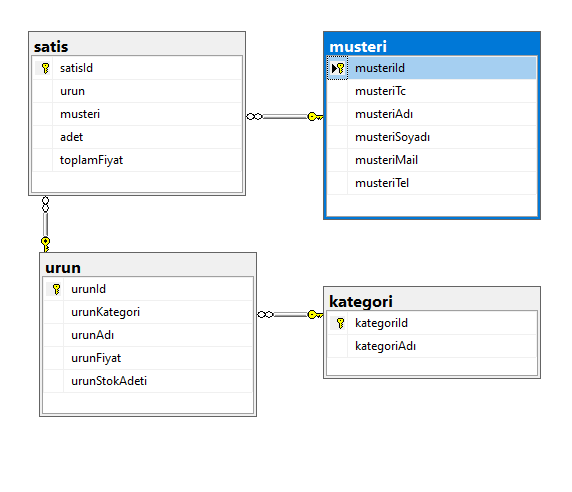 satis
satisId
urun
musteri
adet
toplamFiyat
musteri
musteriId
musteriTc
musteriAdı
musteriSoyadı
musteriMail
musteriTel
urun
urunId
urunKategori
urunAdı
urunFiyat
urunStokAdeti
kategori
kategoriId
kategoriAdı